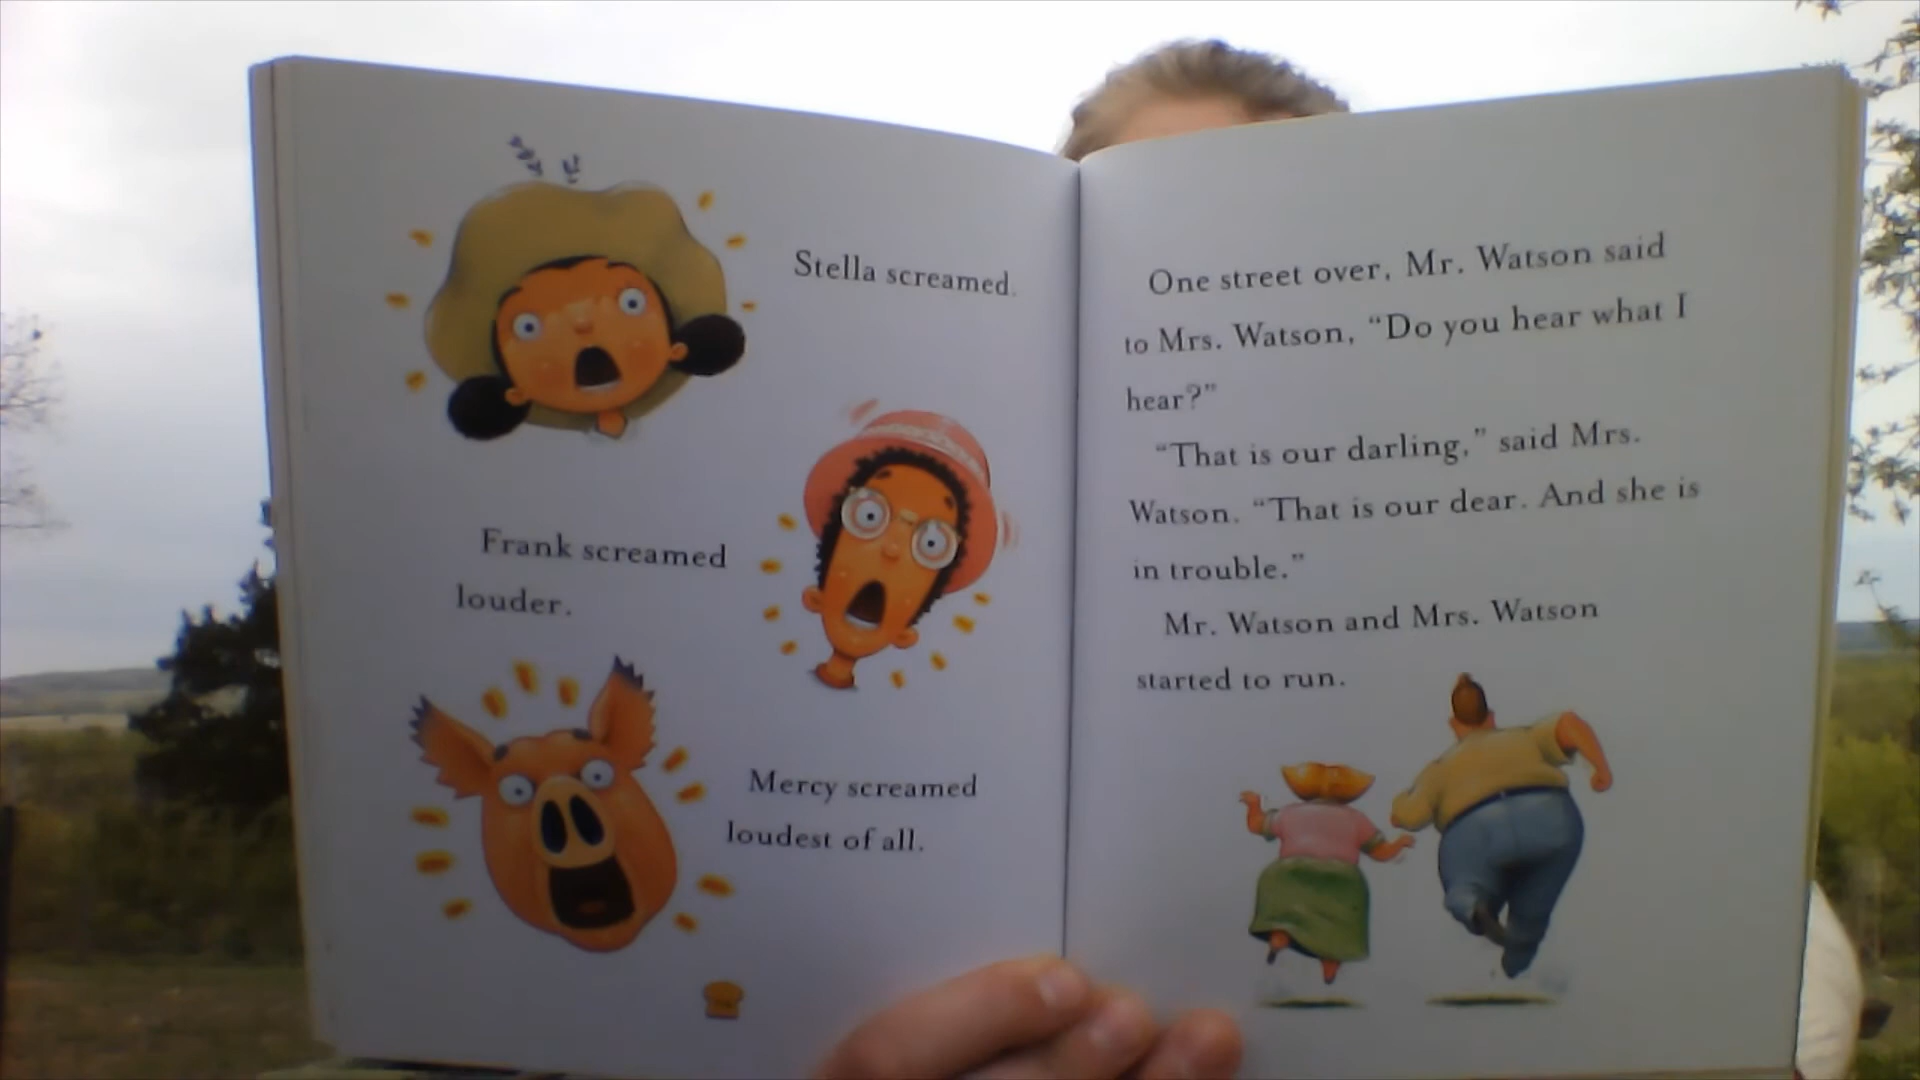 Stella screamed.
Frank screamed
louder.
Mercy screamed
loudest of all.
One street over, Mr. Watson said
to Mrs. Watson, “Do you hear what I
hear?”
“That is our darling,” said Mrs.
Watson. “That is our dear. And she is
in trouble.”
Mr. Watson and Mrs. Watson
started to run.